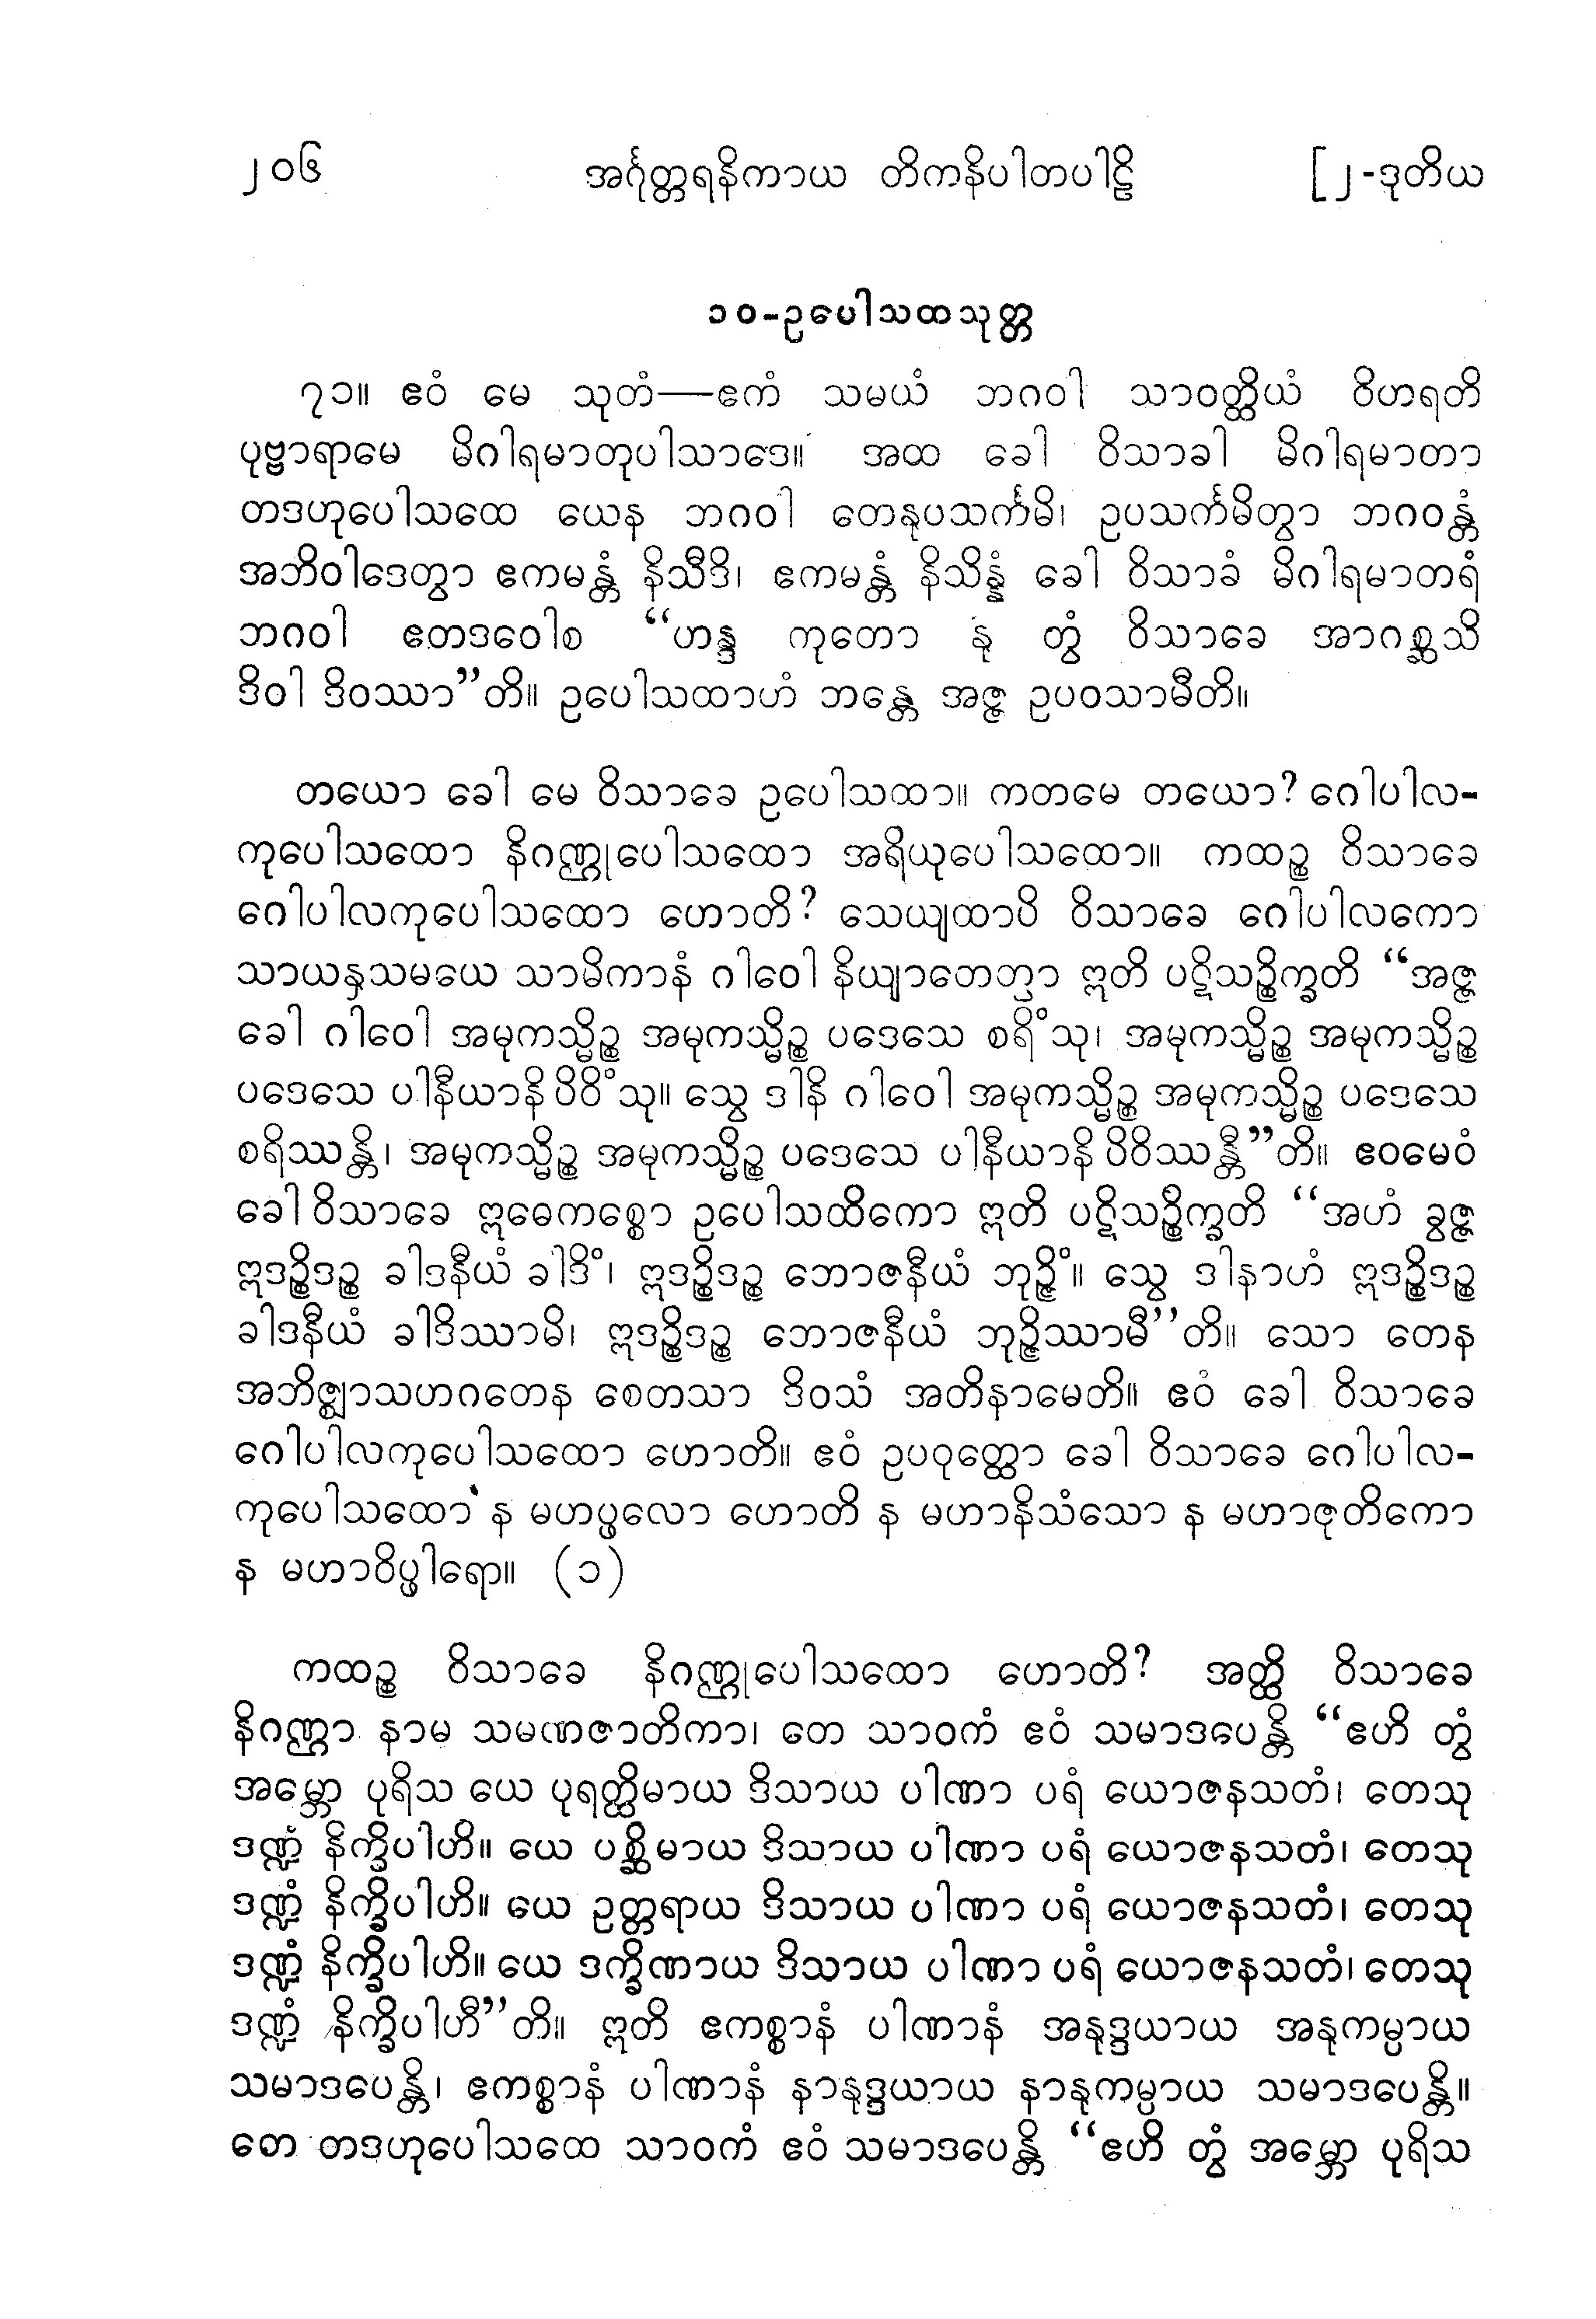 ၂၀၆ အင်္ဂုတ္တရနိကာယ တိကနိပါတပါဠိ [၂-ဒုတိယ
၁၀-ဥပေါသထသုတ္တ
၇၁။ ဧဝံ မေ သုတံ—ဧကံ သမယံ ဘဂဝါ သာဝတ္ထိယံ ဝိဟရတိ
ပုဗ္ဗာရာမေ မိဂါရမာတုပါသာဒေ။ အထ ခေါ ဝိသာခါ မိဂါရမာတာ
တဒဟုပေါသထေ ယေန ဘဂဝါ တေနုပသင်္ကမိ၊ ဥပသင်္ကမိတွာ ဘဂဝန္တံ
အဘိဝါဒေတွာ ဧကမန္တံ နိသီဒိ၊ ဧကမန္တံ နိသိန္နံ ခေါ ဝိသာခံ မိဂါရမာတရံ
ဘဂဝါ ဧတဒဝေါစ “ဟန္ဒ ကုတော နု တွံ ဝိသာခေ အာဂစ္ဆသိ
ဒိဝါ ဒိဝဿာ”တိ။ ဥပေါသထာဟံ ဘန္တေ အဇ္ဇ ဥပဝသာမီတိ။
တယော ခေါ မေ ဝိသာခေ ဥပေါသထာ။ ကတမေ တယော? ဂေါပါလ-
ကုပေါသထော နိဂဏ္ဌုပေါသထော အရိယုပေါသထော။ ကထဉ္စ ဝိသာခေ
ဂေါပါလကုပေါသထော ဟောတိ? သေယျထာပိ ဝိသာခေ ဂေါပါလကော
သာယနှသမယေ သာမိကာနံ ဂါဝေါ နိယျာတေတွာ ဣတိ ပဋိသဉ္စိက္ခတိ “အဇ္ဇ
ခေါ ဂါဝေါ အမုကသ္မိဉ္စ အမုကသ္မိဉ္စ ပဒေသေ စရိံသု၊ အမုကသ္မိဉ္စ အမုကသ္မိဉ္စ
ပဒေသေ ပါနီယာနိ ပိဝိံသု။ သွေ ဒါနိ ဂါဝေါ အမုကသ္မိဉ္စ အမုကသ္မိဉ္စ ပဒေသေ
စရိဿန္တိ၊ အမုကသ္မိဉ္စ အမုကသ္မိဉ္စ ပဒေသေ ပါနီယာနိ ပိဝိဿန္တီ”တိ။ ဧဝမေဝံ
ခေါ ဝိသာခေ ဣဓေကစ္စော ဥပေါသထိကော ဣတိ ပဋိသဉ္စိက္ခတိ “အဟံ ခွဇ္ဇ
ဣဒဉ္စိဒဉ္စ ခါဒနီယံ ခါဒိံ၊ ဣဒဉ္စိဒဉ္စ ဘောဇနီယံ ဘုဉ္ဇိံ။ သွေ ဒါနာဟံ ဣဒဉ္စိဒဉ္စ
ခါဒနီယံ ခါဒိဿာမိ၊ ဣဒဉ္စိဒဉ္စ ဘောဇနီယံ ဘုဉ္ဇိဿာမီ”တိ။ သော တေန
အဘိဇ္ဈာသဟဂတေန စေတသာ ဒိဝသံ အတိနာမေတိ။ ဧဝံ ခေါ ဝိသာခေ
ဂေါပါလကုပေါသထော ဟောတိ။ ဧဝံ ဥပဝုတ္ထော ခေါ ဝိသာခေ ဂေါပါလ-
ကုပေါသထော န မဟပ္ဖလော ဟောတိ န မဟာနိသံသော န မဟာဇုတိကော
န မဟာဝိပ္ဖါရော။ (၁)
ကထဉ္စ ဝိသာခေ နိဂဏ္ဌုပေါသထော ဟောတိ? အတ္ထိ ဝိသာခေ
နိဂဏ္ဌာ နာမ သမဏဇာတိကာ၊ တေ သာဝကံ ဧဝံ သမာဒပေန္တိ “ဧဟိ တွံ
အမ္ဘော ပုရိသ ယေ ပုရတ္ထိမာယ ဒိသာယ ပါဏာ ပရံ ယောဇနသတံ၊ တေသု
ဒဏ္ဍံ နိက္ခိပါဟိ။ ယေ ပစ္ဆိမာယ ဒိသာယ ပါဏာ ပရံ ယောဇနသတံ၊ တေသု
ဒဏ္ဍံ နိက္ခိပါဟိ။ ယေ ဥတ္တရာယ ဒိသာယ ပါဏာ ပရံ ယောဇနသတံ၊ တေသု
ဒဏ္ဍံ နိက္ခိပါဟိ။ ယေ ဒက္ခိဏာယ ဒိသာယ ပါဏာ ပရံ ယောဇနသတံ၊ တေသု
ဒဏ္ဍံ နိက္ခိပါဟီ”တိ။ ဣတိ ဧကစ္စာနံ ပါဏာနံ အနုဒ္ဒယာယ အနုကမ္ပာယ
သမာဒပေန္တိ၊ ဧကစ္စာနံ ပါဏာနံ နာနုဒ္ဒယာယ နာနုကမ္ပာယ သမာဒပေန္တိ။
တေ တဒဟုပေါသထေ သာဝကံ ဧဝံ သမာဒပေန္တိ “ဧဟိ တွံ အမ္ဘော ပုရိသ